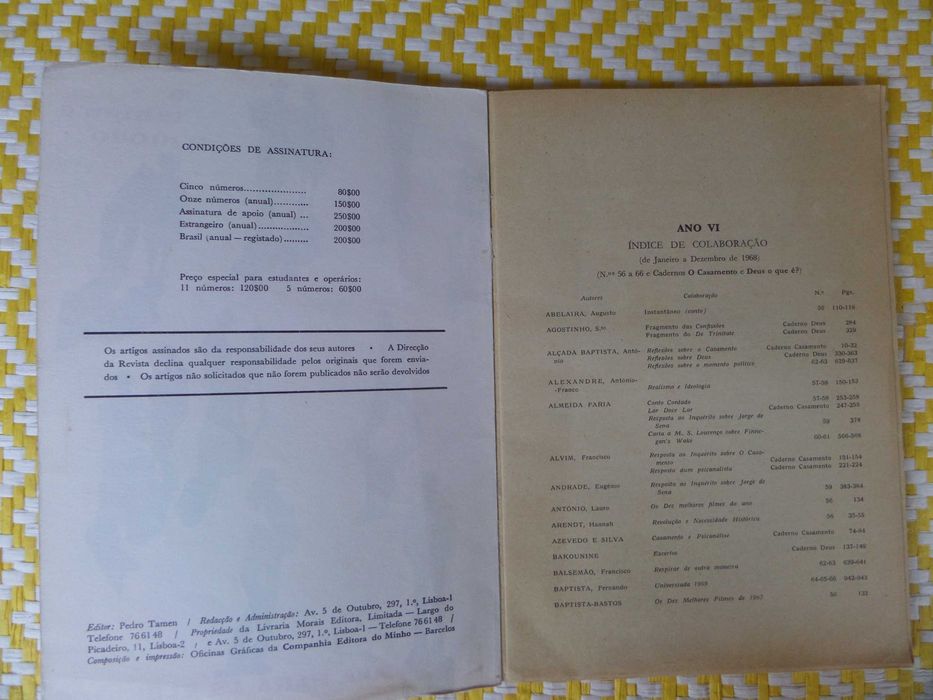 CONDIÇÕES DE ASSINATURA:
Cinco números..................... 80$00
Onze números (anual)............ 150$00
Assinatura de apoio (anual) ... 250$00
Estrangeiro (anual)................ 200$00
Brasil (anual — registado)......... 200$00
Preço especial para estudantes e operários:
11 números: 120$00 5 números: 60$00
Os artigos assinados são da responsabilidade dos seus autores • A Direcção
da Revista declina qualquer responsabilidade pelos originais que forem envia-
dos • Os artigos não solicitados que não forem publicados não serão devolvidos
Editor: Pedro Tamen / Redacção e Administração: Av. 5 de Outubro, 297, 1.º, Lisboa-1
Telefone 766148 / Propriedade da Livraria Morais Editora, Limitada — Largo do
Picadeiro, 11, Lisboa-2 / e Av. 5 de Outubro, 297, 1.º, Lisboa-1 — Telefone 766148 /
Composição e impressão: Oficinas Gráficas da Companhia Editora do Minho — Barcelos
ANO VI
ÍNDICE DE COLABORAÇÃO
(de Janeiro a Dezembro de 1968)
(N.os 56 a 66 e Cadernos O Casamento e Deus o que é?)
Autores Colaboração N.º Pgs.
ABELAIRA, Augusto Instantâneo (conto) 56 110-116
AGOSTINHO, S.to Fragmento das Confissões Caderno Deus 284
Fragmento do De Trinitate Caderno Deus 329
ALÇADA BAPTISTA, Antó- Reflexões sobre o Casamento Caderno Casamento 10-32
nio Reflexões sobre Deus Caderno Deus 330-363
Reflexões sobre o momento político 62-63 619-637
ALEXANDRE, António-
-Franco Realismo e Ideologia 57-58 150-152
ALMEIDA FARIA Conto Contado 57-58 253-258
Lar Doce Lar Caderno Casamento 247-255
Resposta ao Inquérito sobre Jorge de
Sena 59 378
Carta a M. S. Lourenço sobre Finne-
gan's Wake 60-61 566-568
ALVIM, Francisco Resposta ao Inquérito sobre O Casa-
mento Caderno Casamento 151-154
Resposta dum psicanalista Caderno Casamento 221-224
ANDRADE, Eugénio Resposta ao Inquérito sobre Jorge de
Sena 59 383-384
ANTÓNIO, Lauro Os Dez melhores filmes do ano 56 134
ARENDT, Hannah Revolução e Necessidade Histórica 56 35-55
AZEVEDO E SILVA Casamento e Psicanálise Caderno Casamento 74-84
BAKOUNINE Excertos Caderno Deus 137-146
BALSEMÃO, Francisco Respirar de outra maneira 62-63 639-641
BAPTISTA, Fernando Universidade 1969 64-65-66 942-943
BAPTISTA-BASTOS Os Dez Melhores Filmes de 1967 56 133